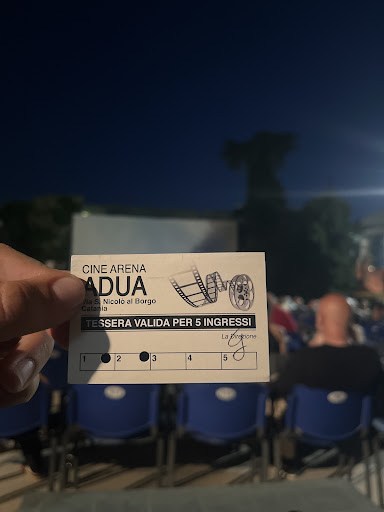 CINE ARENA
ADUA
Via S. Nicolo al Borgo
Catania
TESSERA VALIDA PER 5 INGRESSI
La Direzione
1 2 3 4 5